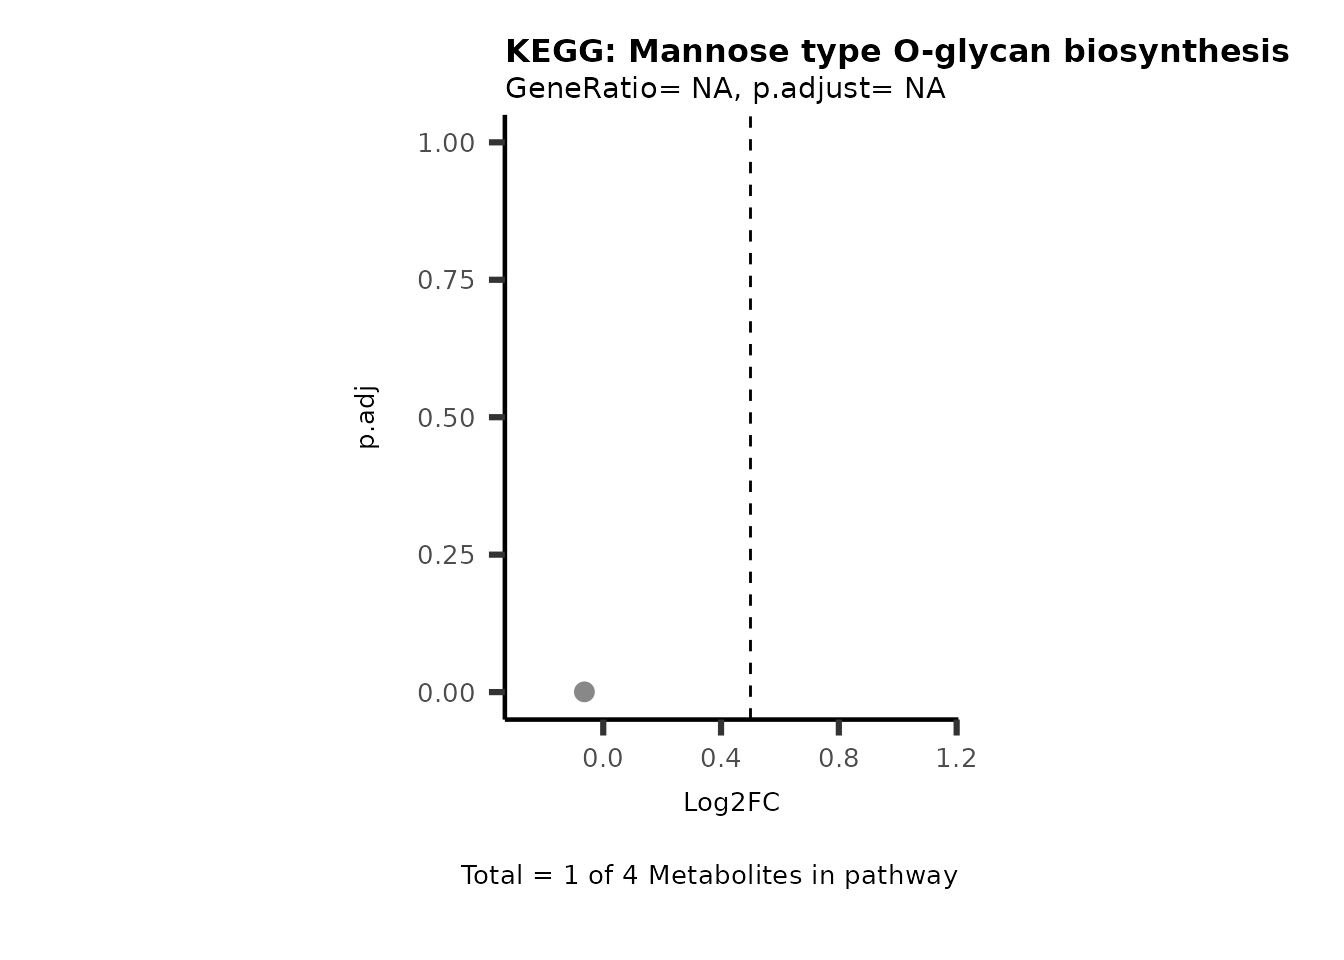 KEGG: Mannose type O-glycan biosynthesis
GeneRatio= NA, p.adjust= NA
1.00
0.75
0.50
0.25
0.00
p.adj
0.0 0.4 0.8 1.2
Log2FC
Total = 1 of 4 Metabolites in pathway